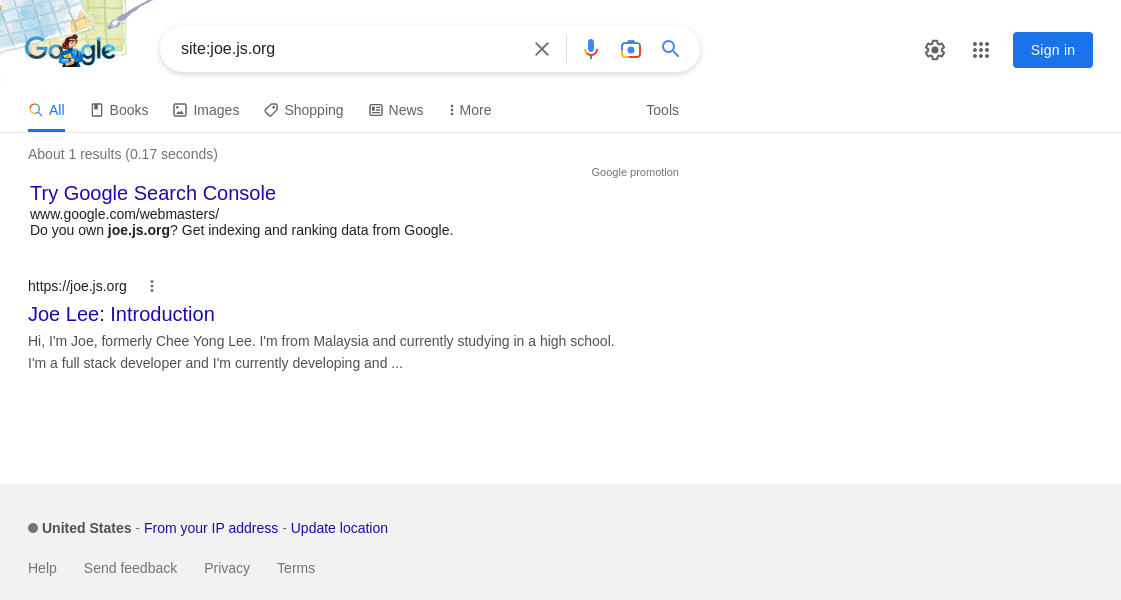 Google
site:joe.js.org
Sign in
All
Books
Images
Shopping
News
More
Tools
About 1 results (0.17 seconds)
Google promotion
Try Google Search Console
www.google.com/webmasters/
Do you own joe.js.org? Get indexing and ranking data from Google.
https://joe.js.org
Joe Lee: Introduction
Hi, I'm Joe, formerly Chee Yong Lee. I'm from Malaysia and currently studying in a high school.
I'm a full stack developer and I'm currently developing and ...
United States - From your IP address - Update location
Help
Send feedback
Privacy
Terms